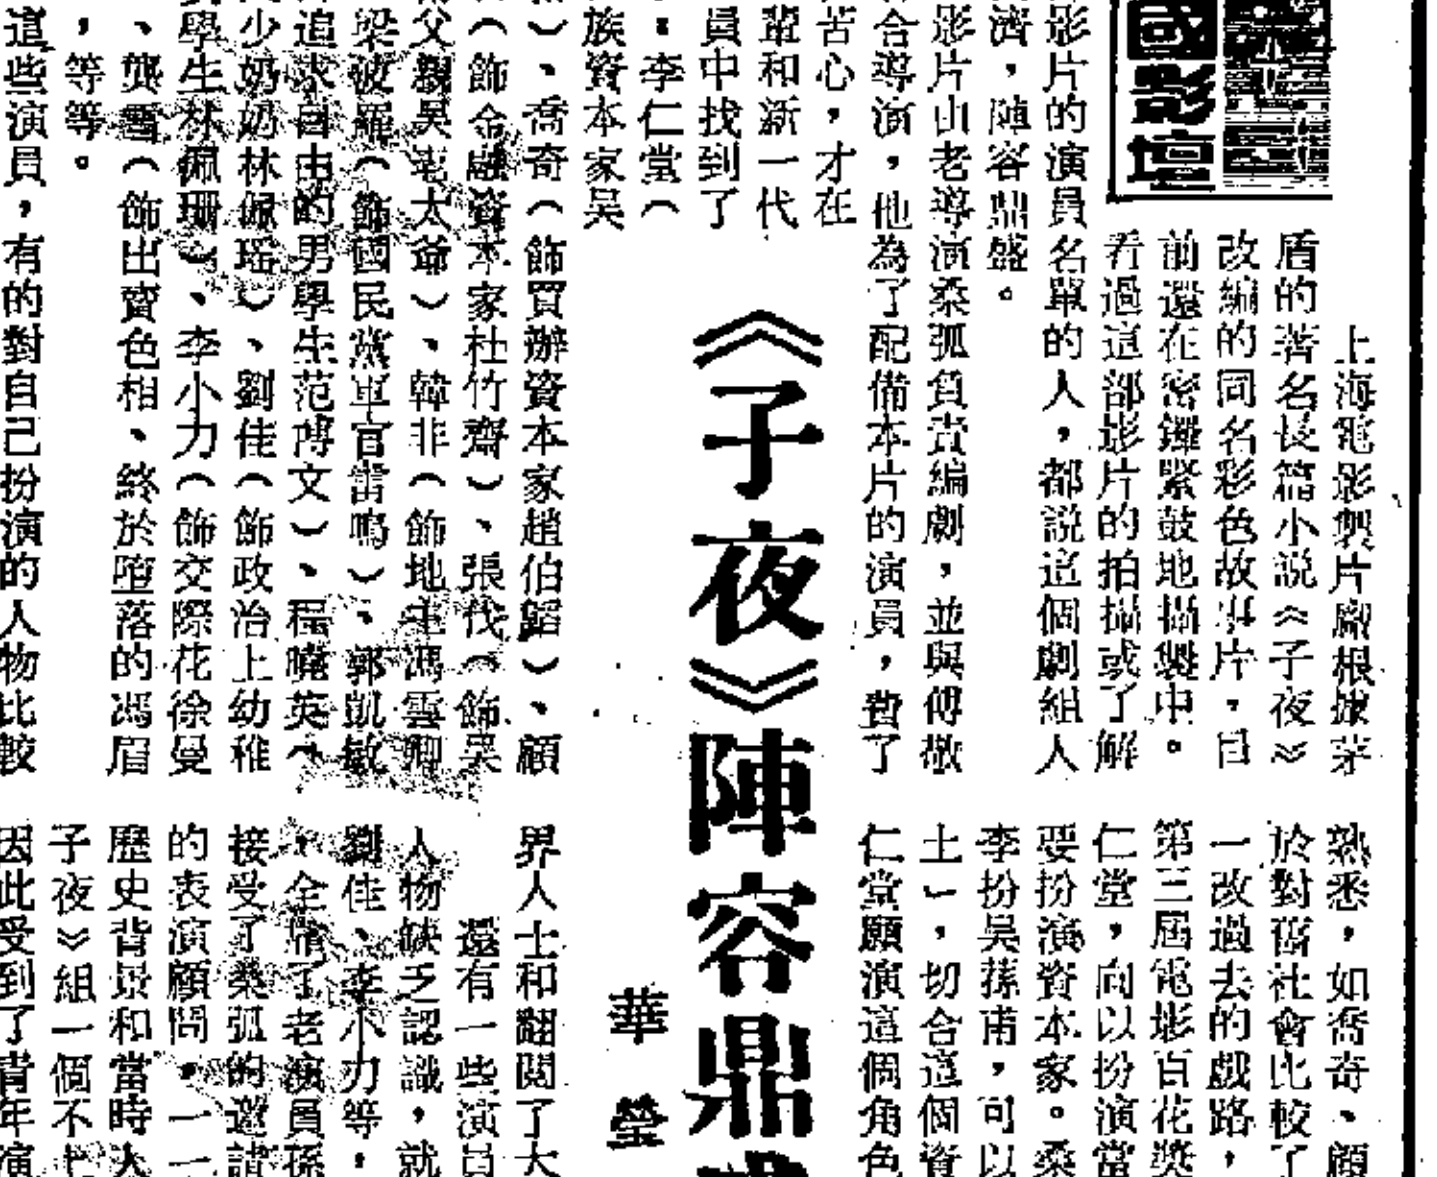 國影壇
《子夜》陣容鼎
華瑩
上海電影製片廠根據茅
盾的著名長篇小説《子夜》
改編的同名彩色故事片，目
前還在密鑼緊鼓地攝製中。
看過這部影片的拍攝或了解
影片的演員名單的人，都説這個劇組人
濟，陣容鼎盛。
影片由老導演桑弧負責編劇，並與傅敬
合導演，他為了配備本片的演員，費了
苦心，才在
輩和新一代
員中找到了
：李仁堂（
族資本家吳
）、喬奇（飾買辦資本家趙伯韜）、顧
（飾金融資本家杜竹齋）、張伐（飾吳
父親吳老太爺）、韓非（飾地主馮雲卿
梁波羅（飾國民黨軍官雷鳴）、郭凱敏
追求自由的男學生范博文）、程曉英（
少奶奶林佩瑶）、劉佳（飾政治上幼稚
學生林佩珊）、李小力（飾交際花徐曼
、龔雪（飾出賣色相、終於墮落的馮眉
，等等。
這些演員，有的對自己扮演的人物比較
熟悉，如喬奇、顧
於對舊社會比較了
一改過去的戲路，
第三屆電影百花獎
仁堂，向以扮演當
要扮演資本家。桑
李扮吳蓀甫，可以
土」，切合這個資
仁堂願演這個角色
界人士和翻閱了大
還有一些演員
人物缺乏認識，就
劉佳、李小力等，
，全情了老演員孫
接受了桑弧的邀請
的表演顧問，一一
歷史背景和當時人
子夜》組一個不
因此受到了青年演